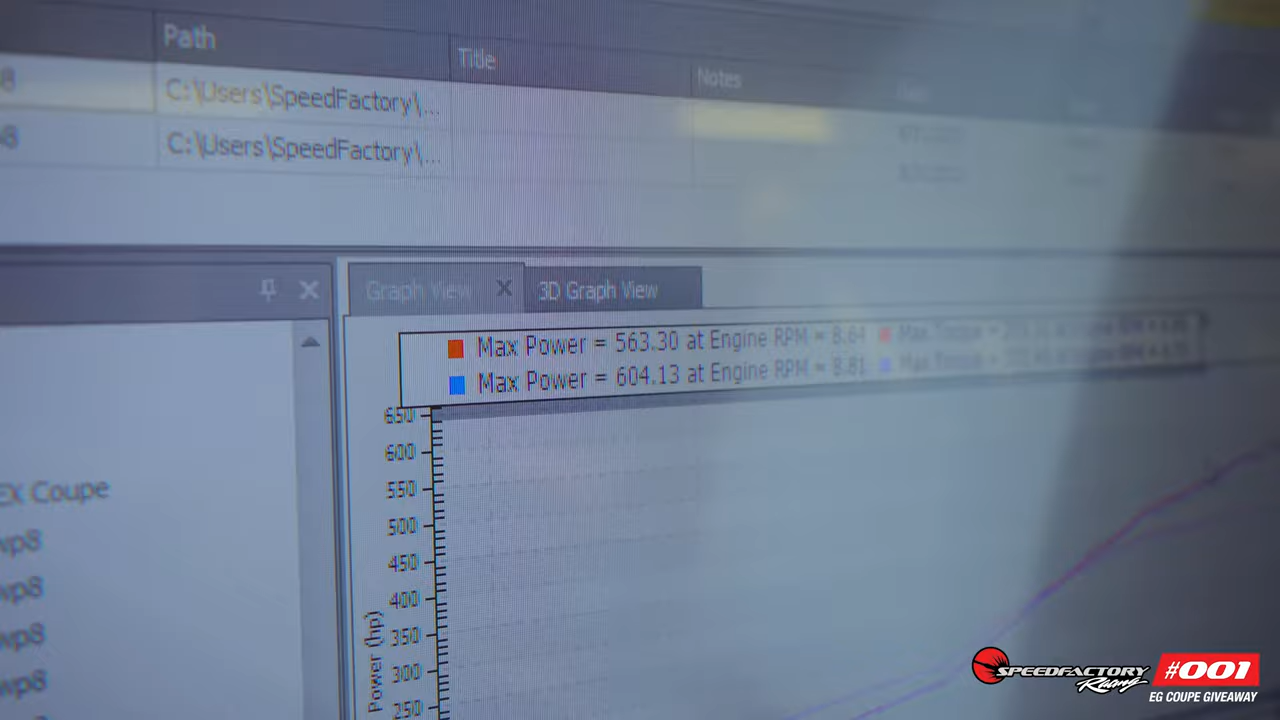 Path
Title
Notes
8
C:\Users\SpeedFactory\...
8
C:\Users\SpeedFactory\...
Graph View
3D Graph View
Max Power = 563.30 at Engine RPM = 8.64
Max Power = 604.13 at Engine RPM = 8.81
650
600
550
500
450
400
350
300
250
Power (hp)
EX Coupe
wp8
wp8
wp8
wp8
SPEEDFACTORY
Racing
#001
EG COUPE GIVEAWAY